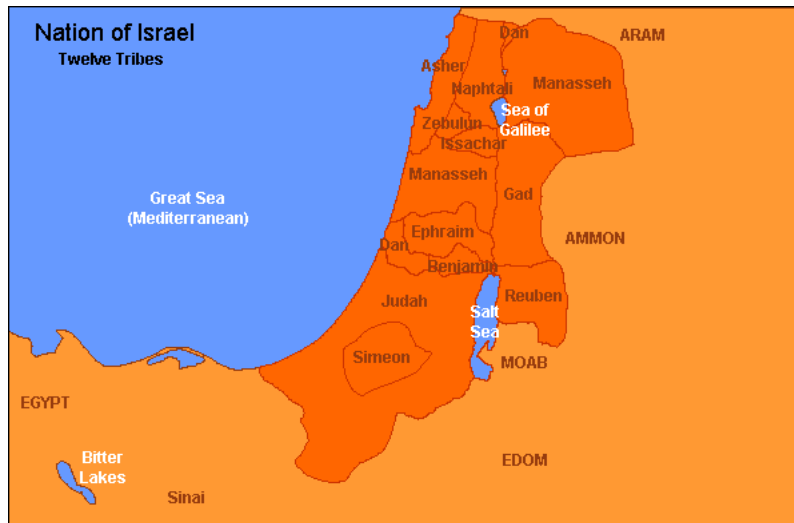 Nation of Israel
Twelve Tribes
Dan
ARAM
Asher
Naphtali
Manasseh
Sea of
Galilee
Zebulun
Issachar
Manasseh
Gad
Great Sea
(Mediterranean)
Ephraim
Dan
AMMON
Benjamin
Judah
Reuben
Salt
Sea
Simeon
MOAB
EGYPT
Bitter
Lakes
EDOM
Sinai